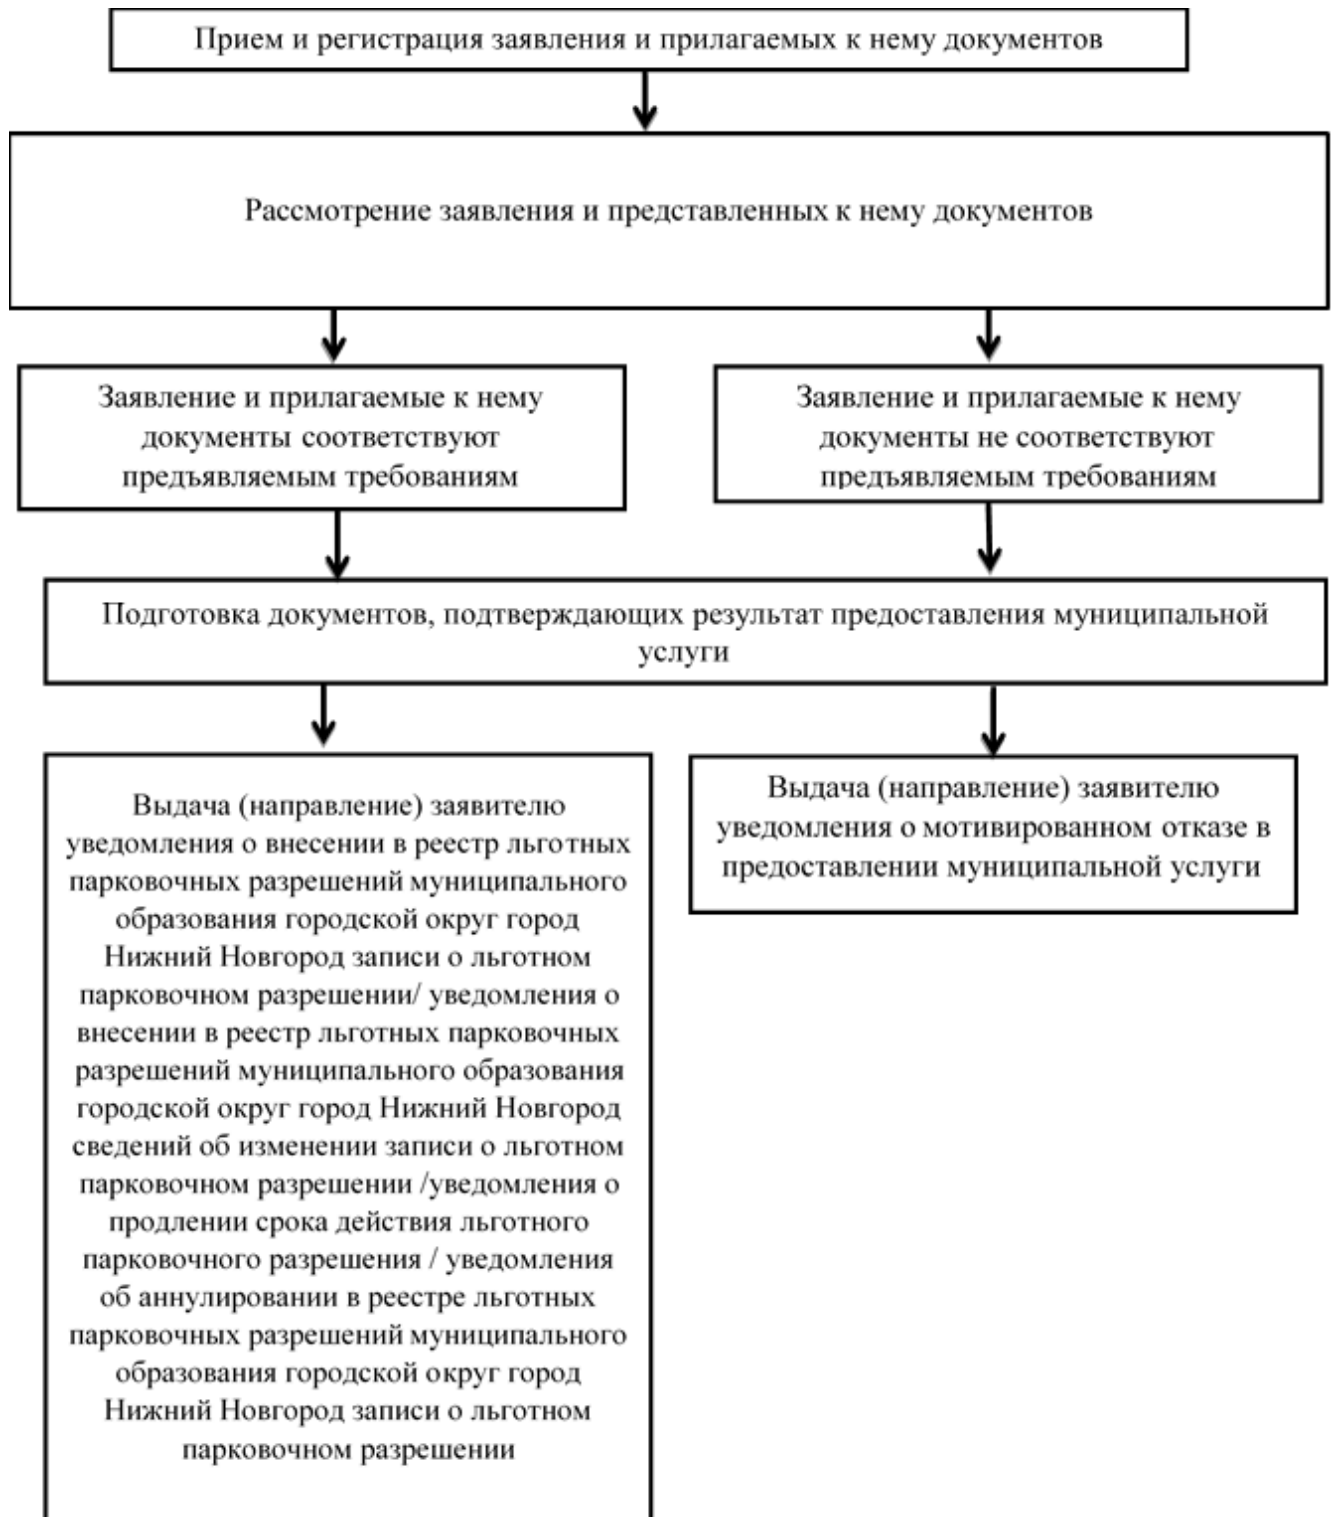 Прием и регистрация заявления и прилагаемых к нему документов
Рассмотрение заявления и представленных к нему документов
Заявление и прилагаемые к нему
документы соответствуют
предъявляемым требованиям
Заявление и прилагаемые к нему
документы не соответствуют
предъявляемым требованиям
Подготовка документов, подтверждающих результат предоставления муниципальной
услуги
Выдача (направление) заявителю
уведомления о внесении в реестр льготных
парковочных разрешений муниципального
образования городской округ город
Нижний Новгород записи о льготном
парковочном разрешении/ уведомления о
внесении в реестр льготных парковочных
разрешений муниципального образования
городской округ город Нижний Новгород
сведений об изменении записи о льготном
парковочном разрешении /уведомления о
продлении срока действия льготного
парковочного разрешения / уведомления
об аннулировании в реестре льготных
парковочных разрешений муниципального
образования городской округ город
Нижний Новгород записи о льготном
парковочном разрешении
Выдача (направление) заявителю
уведомления о мотивированном отказе в
предоставлении муниципальной услуги